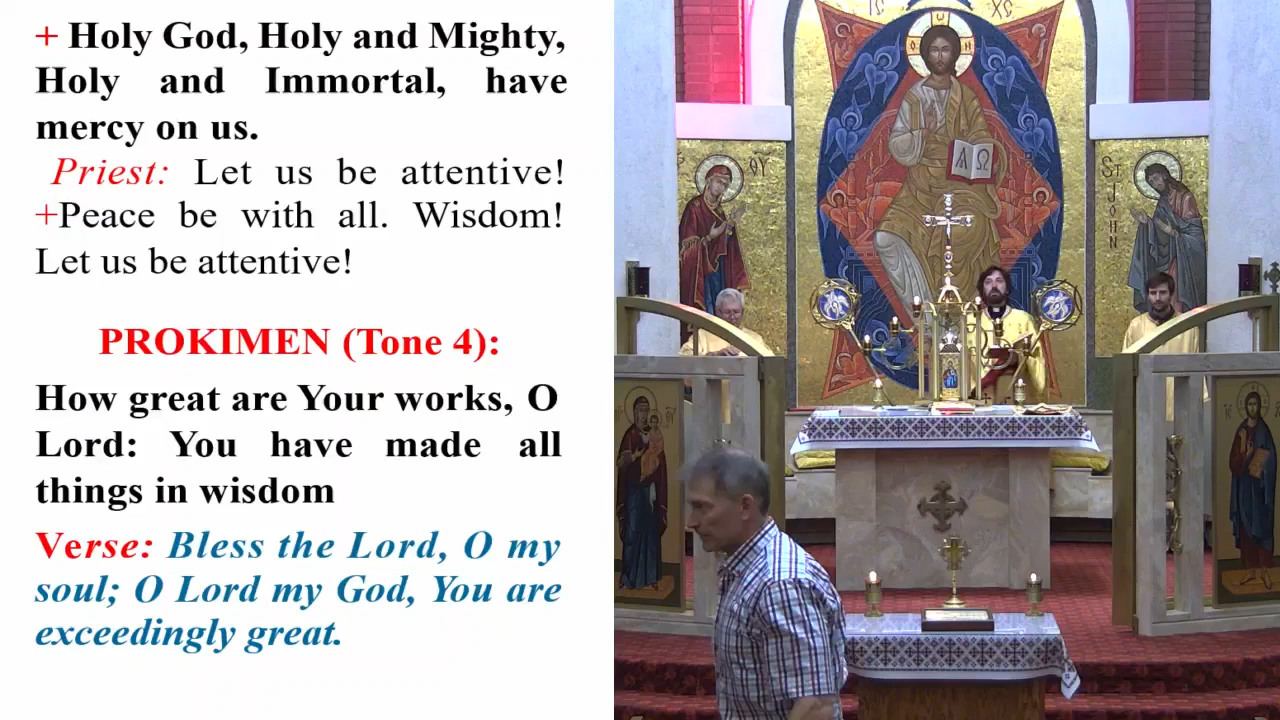 + Holy God, Holy and Mighty,
Holy and Immortal, have
mercy on us.
Priest: Let us be attentive!
+Peace be with all. Wisdom!
Let us be attentive!
PROKIMEN (Tone 4):
How great are Your works, O
Lord: You have made all
things in wisdom
Verse: Bless the Lord, O my
soul; O Lord my God, You are
exceedingly great.
IC XC
Α Ω
ΘΥ
ST
JOHN